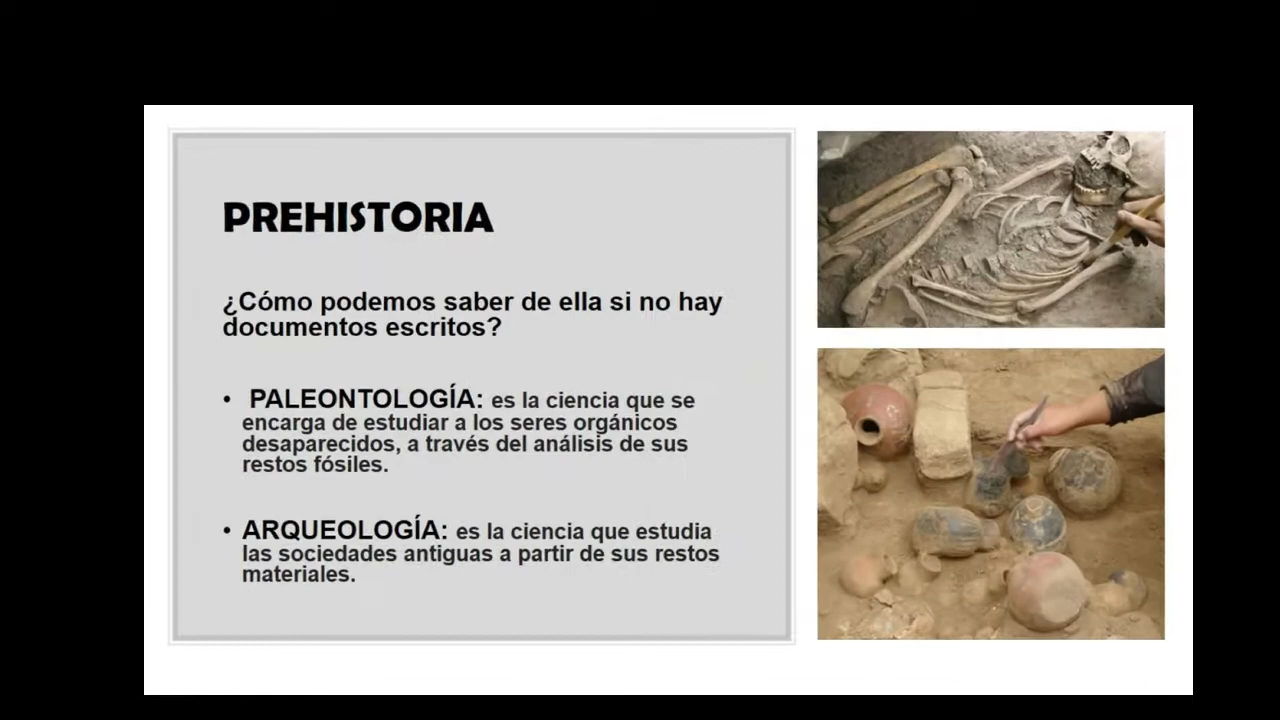 PREHISTORIA
¿Cómo podemos saber de ella si no hay
documentos escritos?
• PALEONTOLOGÍA: es la ciencia que se
encarga de estudiar a los seres orgánicos
desaparecidos, a través del análisis de sus
restos fósiles.
• ARQUEOLOGÍA: es la ciencia que estudia
las sociedades antiguas a partir de sus restos
materiales.